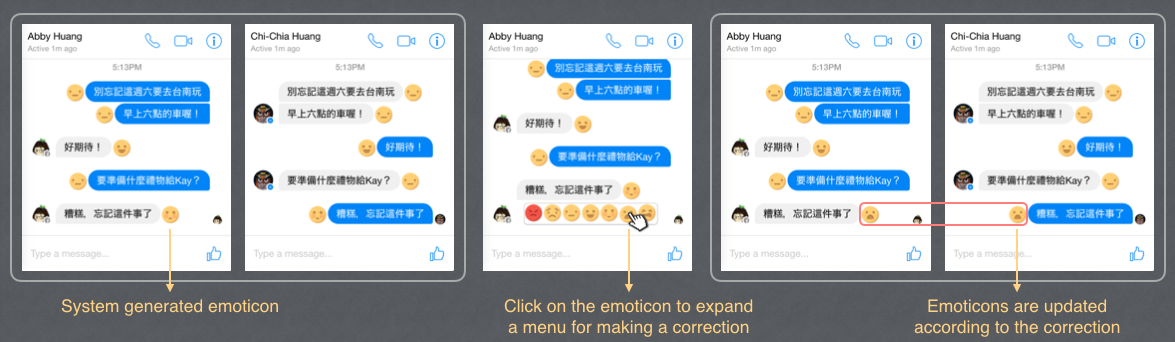 Abby Huang
Active 1m ago
5:13PM
別忘記這週六要去台南玩
早上六點的車喔！
好期待！
要準備什麼禮物給Kay？
糟糕，忘記這件事了
Type a message...
Chi-Chia Huang
Active 1m ago
5:13PM
別忘記這週六要去台南玩
早上六點的車喔！
好期待！
要準備什麼禮物給Kay？
糟糕，忘記這件事了
Type a message...
System generated emoticon
Abby Huang
Active 1m ago
別忘記這週六要去台南玩
早上六點的車喔！
好期待！
要準備什麼禮物給Kay？
糟糕，忘記這件事了
Type a message...
Click on the emoticon to expand
a menu for making a correction
Abby Huang
Active 1m ago
5:13PM
別忘記這週六要去台南玩
早上六點的車喔！
好期待！
要準備什麼禮物給Kay？
糟糕，忘記這件事了
Type a message...
Chi-Chia Huang
Active 1m ago
5:13PM
別忘記這週六要去台南玩
早上六點的車喔！
好期待！
要準備什麼禮物給Kay？
糟糕，忘記這件事了
Type a message...
Emoticons are updated
according to the correction